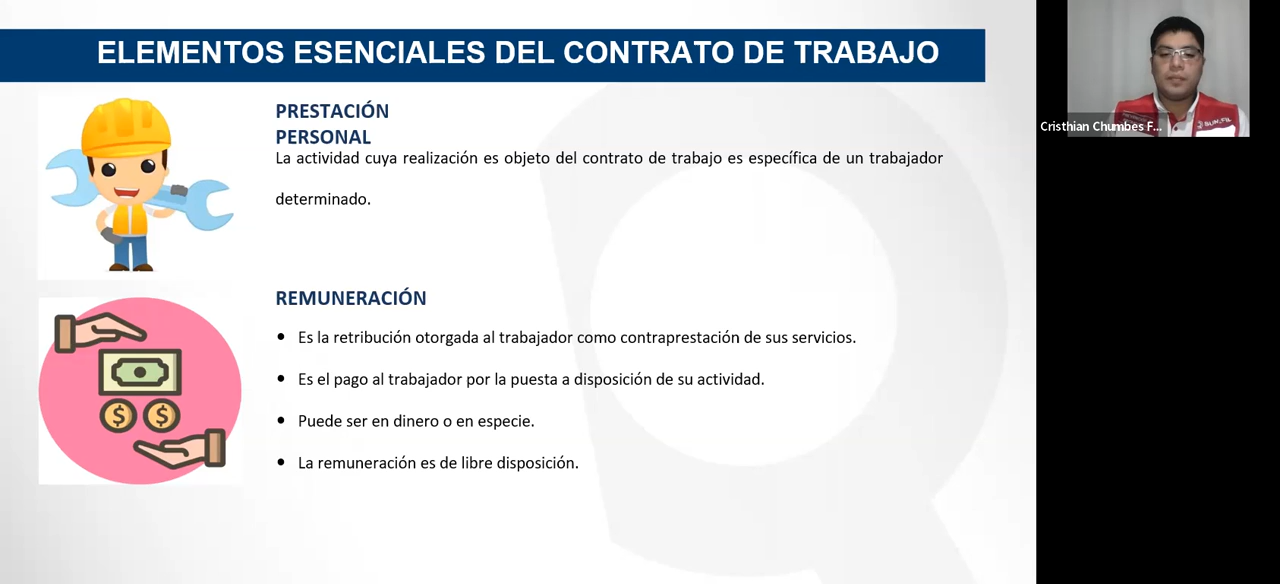 ELEMENTOS ESENCIALES DEL CONTRATO DE TRABAJO
PRESTACIÓN
PERSONAL
La actividad cuya realización es objeto del contrato de trabajo es específica de un trabajador
determinado.
REMUNERACIÓN
• Es la retribución otorgada al trabajador como contraprestación de sus servicios.
• Es el pago al trabajador por la puesta a disposición de su actividad.
• Puede ser en dinero o en especie.
• La remuneración es de libre disposición.
Cristhian Chumbes F...